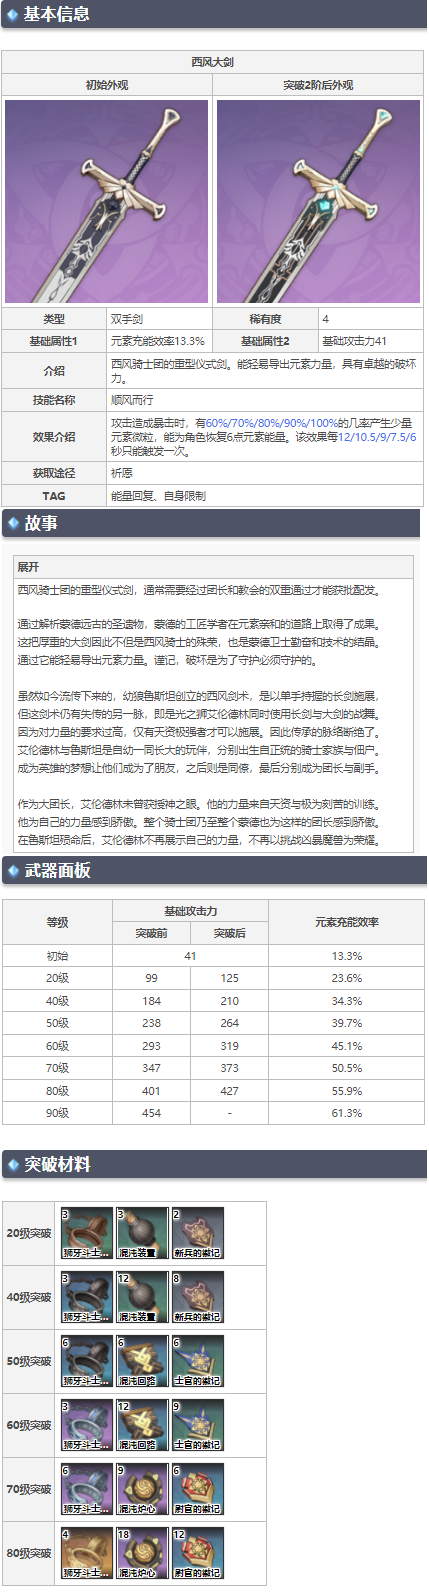 基本信息
西风大剑
初始外观 突破2阶后外观
类型 双手剑 稀有度 4
基础属性1 元素充能效率13.3% 基础属性2 基础攻击力41
介绍 西风骑士团的重型仪式剑。能轻易导出元素力量，具有卓越的破坏
力。
技能名称 顺风而行
效果介绍 攻击造成暴击时，有60%/70%/80%/90%/100%的几率产生少量
元素微粒，能为角色恢复6点元素能量。该效果每12/10.5/9/7.5/6
秒只能触发一次。
获取途径 祈愿
TAG 能量回复、自身限制
故事
展开
西风骑士团的重型仪式剑，通常需要经过团长和教会的双重通过才能获批配发。
通过解析蒙德远古的圣遗物，蒙德的工匠学者在元素亲和的道路上取得了成果。
这把厚重的大剑因此不但是西风骑士的殊荣，也是蒙德卫士勤奋和技术的结晶。
通过它能轻易导出元素力量。谨记，破坏是为了守护必须守护的。
虽然如今流传下来的，幼狼鲁斯坦创立的西风剑术，是以单手持握的长剑施展，
但这剑术仍有失传的另一脉，即是光之狮艾伦德林同时使用长剑与大剑的战舞。
因为对力量的要求过高，仅有天资极强者才可以施展。因此传承的脉络断绝了。
艾伦德林与鲁斯坦是自幼一同长大的玩伴，分别出生自正统的骑士家族与佃户。
成为英雄的梦想让他们成为了朋友，之后则是同僚，最后分别成为团长与副手。
作为大团长，艾伦德林未曾获授神之眼。他的力量来自天资与极为刻苦的训练。
他为自己的力量感到骄傲。整个骑士团乃至整个蒙德也为这样的团长感到骄傲。
在鲁斯坦殒命后，艾伦德林不再展示自己的力量，不再以挑战凶暴魔兽为荣耀。
武器面板
等级 基础攻击力 元素充能效率
突破前 突破后
初始 41 13.3%
20级 99 125 23.6%
40级 184 210 34.3%
50级 238 264 39.7%
60级 293 319 45.1%
70级 347 373 50.5%
80级 401 427 55.9%
90级 454 - 61.3%
突破材料
20级突破 3 狮牙斗士... 3 混沌装置 2 新兵的徽记
40级突破 3 狮牙斗士... 12 混沌装置 8 新兵的徽记
50级突破 6 狮牙斗士... 6 混沌回路 6 士官的徽记
60级突破 3 狮牙斗士... 12 混沌回路 9 士官的徽记
70级突破 6 狮牙斗士... 9 混沌炉心 6 尉官的徽记
80级突破 4 狮牙斗士... 18 混沌炉心 12 尉官的徽记